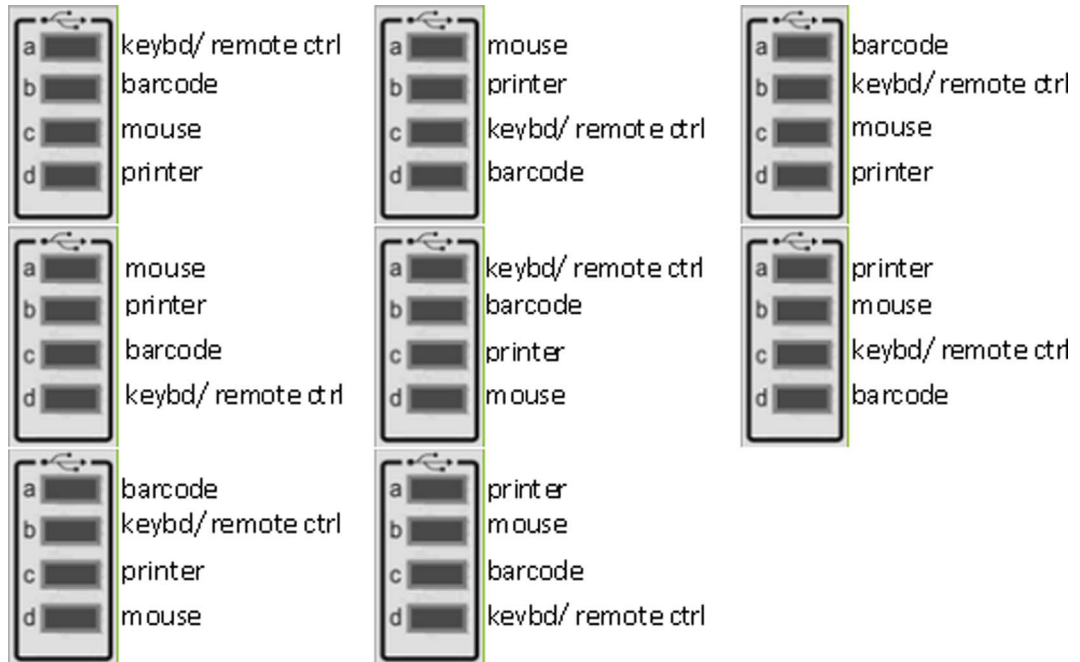 a keybd/ remote ctrl
b barcode
c mouse
d printer
a mouse
b printer
c keybd/ remote ctrl
d barcode
a barcode
b keybd/ remote ctrl
c mouse
d printer
a mouse
b printer
c barcode
d keybd/ remote ctrl
a keybd/ remote ctrl
b barcode
c printer
d mouse
a printer
b mouse
c keybd/ remote ctrl
d barcode
a barcode
b keybd/ remote ctrl
c printer
d mouse
a printer
b mouse
c barcode
d keybd/ remote ctrl